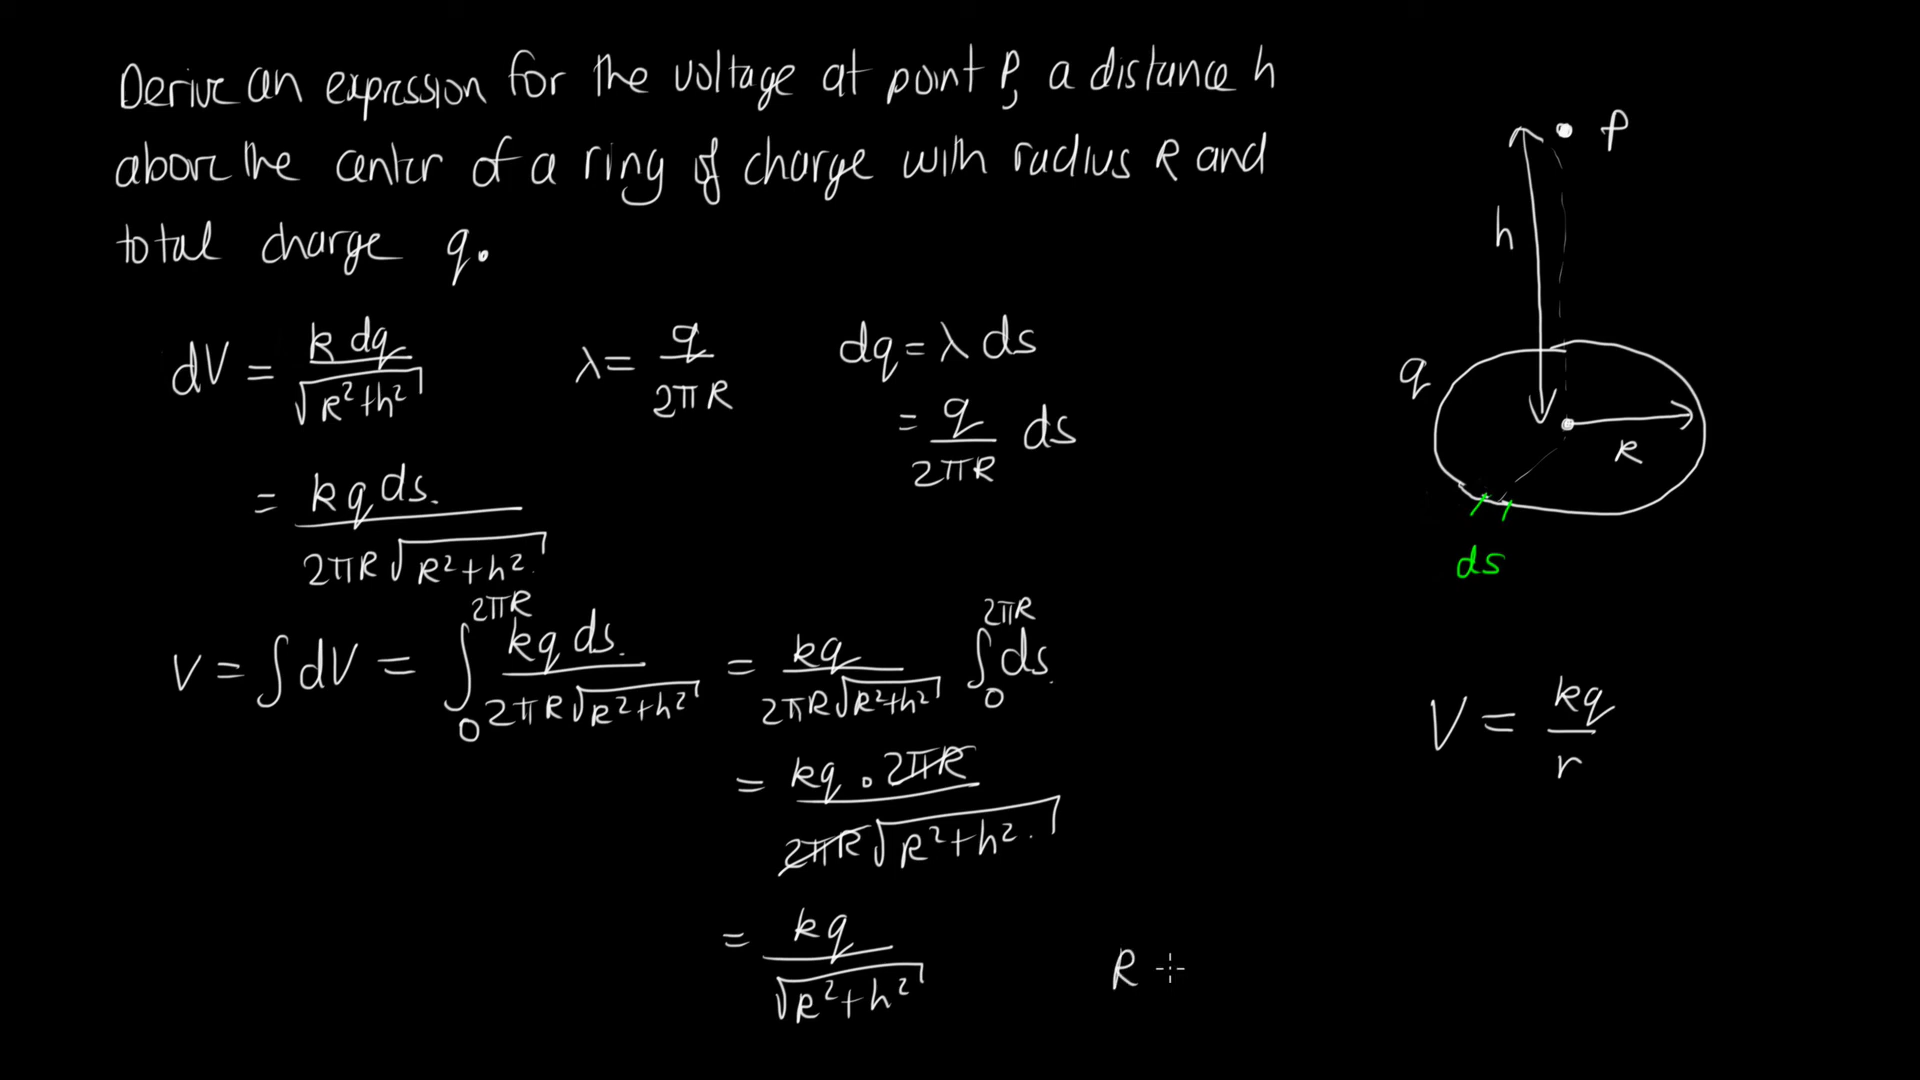 Derive an expression for the voltage at point P, a distance h
above the center of a ring of charge with radius R and
total charge q.
dV = k dq / √(R²+h²)   λ = q / 2πR   dq = λ ds
= q / 2πR ds
= kq ds / 2πR√(R²+h²)
V = ∫dV = ∫₀^2πR kq ds / 2πR√(R²+h²) = kq / 2πR√(R²+h²) ∫₀^2πR ds
= kq · 2πR / 2πR√(R²+h²)
= kq / √(R²+h²)
R
P
h
q
R
ds
V = kq / r